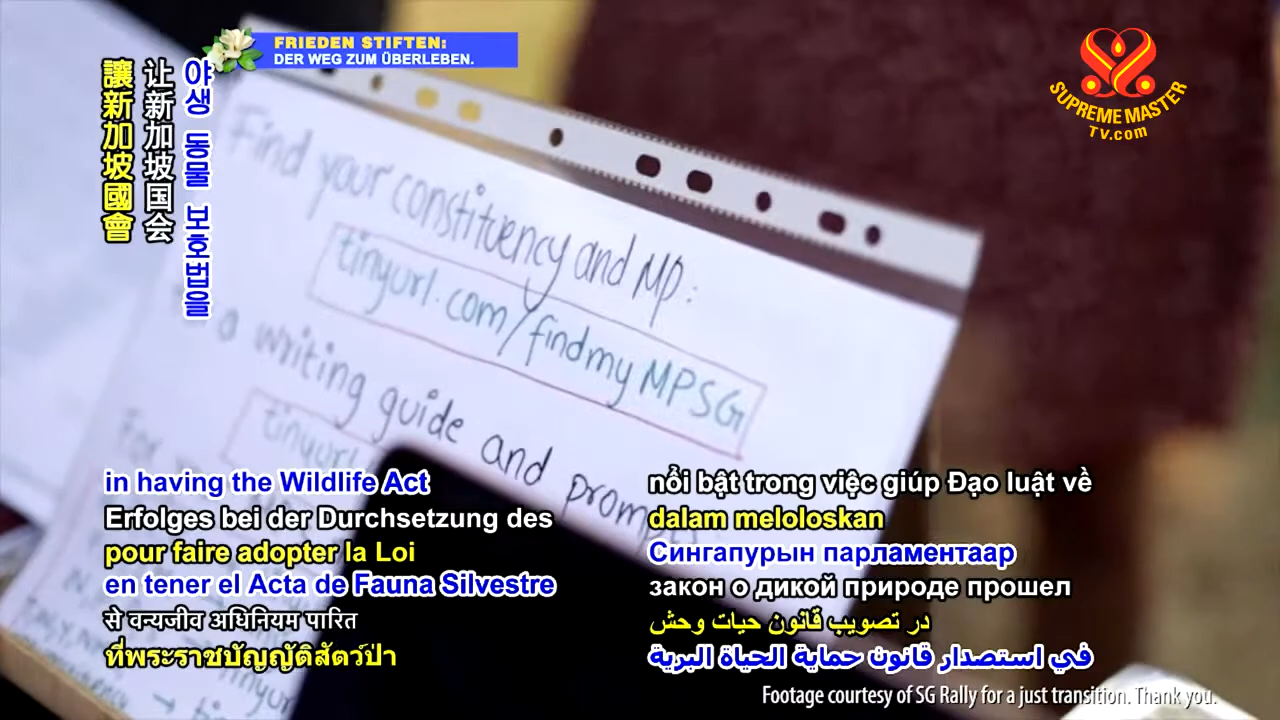 FRIEDEN STIFTEN:
DER WEG ZUM ÜBERLEBEN.
SUPREME MASTER
TV.com
讓新加坡國會
让新加坡国会
야생 동물 보호법을
Find your constituency and MP:
tinyurl.com/findmyMPSG
a writing guide and promp
tinyurl
For
in having the Wildlife Act
Erfolges bei der Durchsetzung des
pour faire adopter la Loi
en tener el Acta de Fauna Silvestre
से वन्यजीव अधिनियम पारित
ที่พระราชบัญญัติสัตว์ป่า
nổi bật trong việc giúp Đạo luật về
dalam meloloskan
Сингапурын парламентаар
закон о дикой природе прошел
در تصویب قانون حیات وحش
في استصدار قانون حماية الحياة البرية
Footage courtesy of SG Rally for a just transition. Thank you.